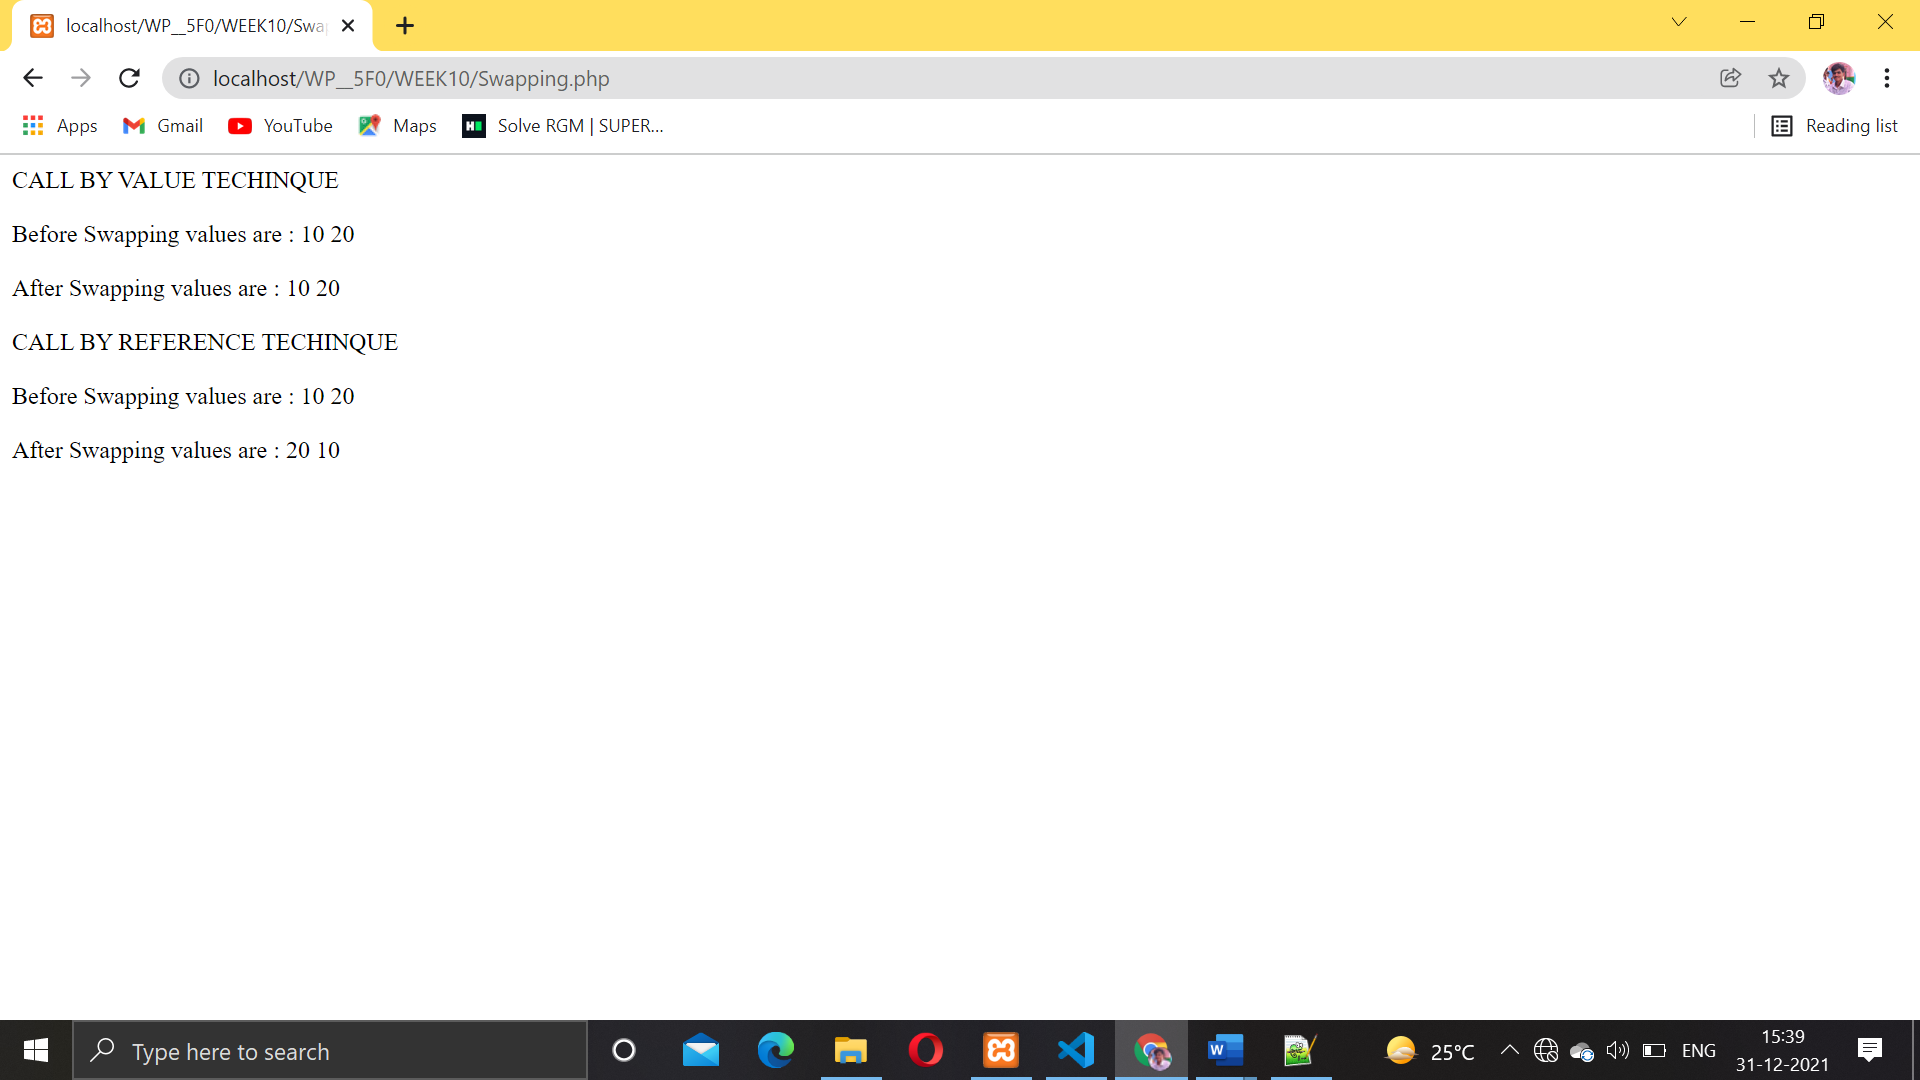 localhost/WP__5F0/WEEK10/Swa
localhost/WP__5F0/WEEK10/Swapping.php
Apps Gmail YouTube Maps Solve RGM | SUPER... Reading list
CALL BY VALUE TECHINQUE
Before Swapping values are : 10 20
After Swapping values are : 10 20
CALL BY REFERENCE TECHINQUE
Before Swapping values are : 10 20
After Swapping values are : 20 10
Type here to search
25°C
ENG
15:39
31-12-2021